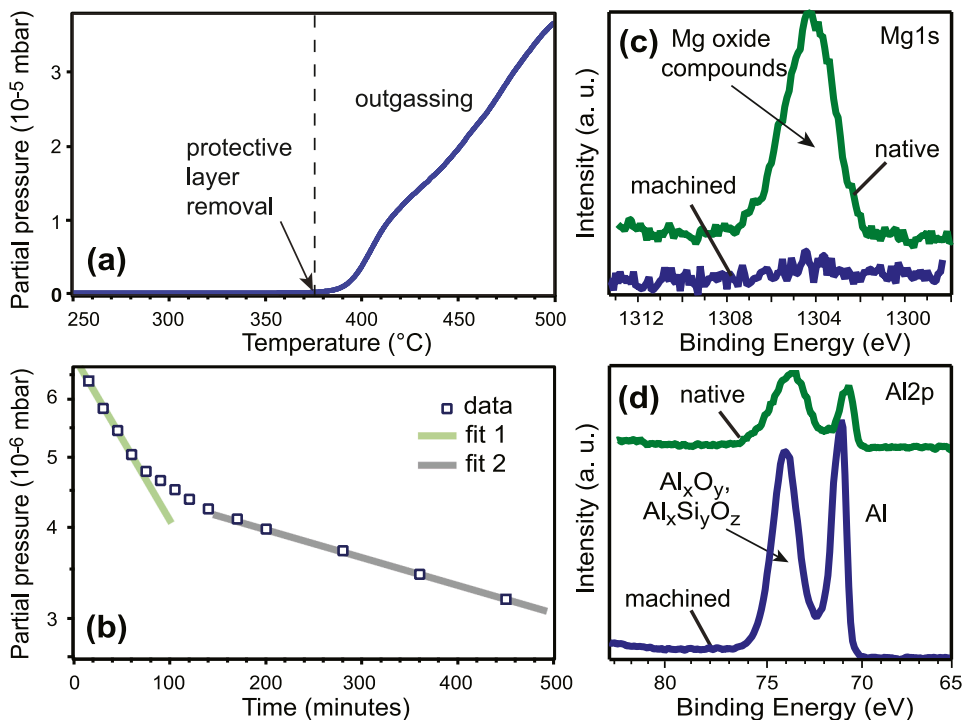 Partial pressure (10⁻⁵ mbar)
3
2
1
0
0
outgassing
protective
layer
removal
(a)
250 300 350 400 450 500
Temperature (°C)
(c)
Mg1s
Mg oxide
compounds
native
machined
Intensity (a. u.)
1312 1308 1304 1300
Binding Energy (eV)
Partial pressure (10⁻⁶ mbar)
6
5
4
3
data
fit 1
fit 2
(b)
0 100 200 300 400 500
Time (minutes)
(d)
Al2p
native
AlₓOᵧ,
AlₓSiᵧO_z
Al
machined
Intensity (a. u.)
80 75 70 65
Binding Energy (eV)